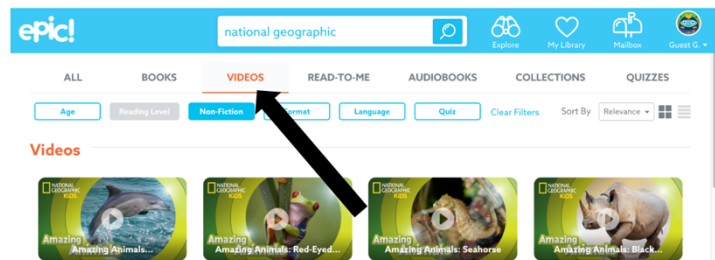 epic!
national geographic
Explore
My Library
Mailbox
Guest G.
ALL BOOKS VIDEOS READ-TO-ME AUDIOBOOKS COLLECTIONS QUIZZES
Age Reading Level Non-Fiction Language Quiz Clear Filters Sort By Relevance
Videos
NATIONAL GEOGRAPHIC KIDS
Amazing
Amazing Animals...
NATIONAL GEOGRAPHIC KIDS
Amazing
Amazing Animals: Red-Eyed...
NATIONAL GEOGRAPHIC KIDS
Amazing
Amazing Animals: Seahorse
NATIONAL GEOGRAPHIC KIDS
Amazing
Amazing Animals: Black...